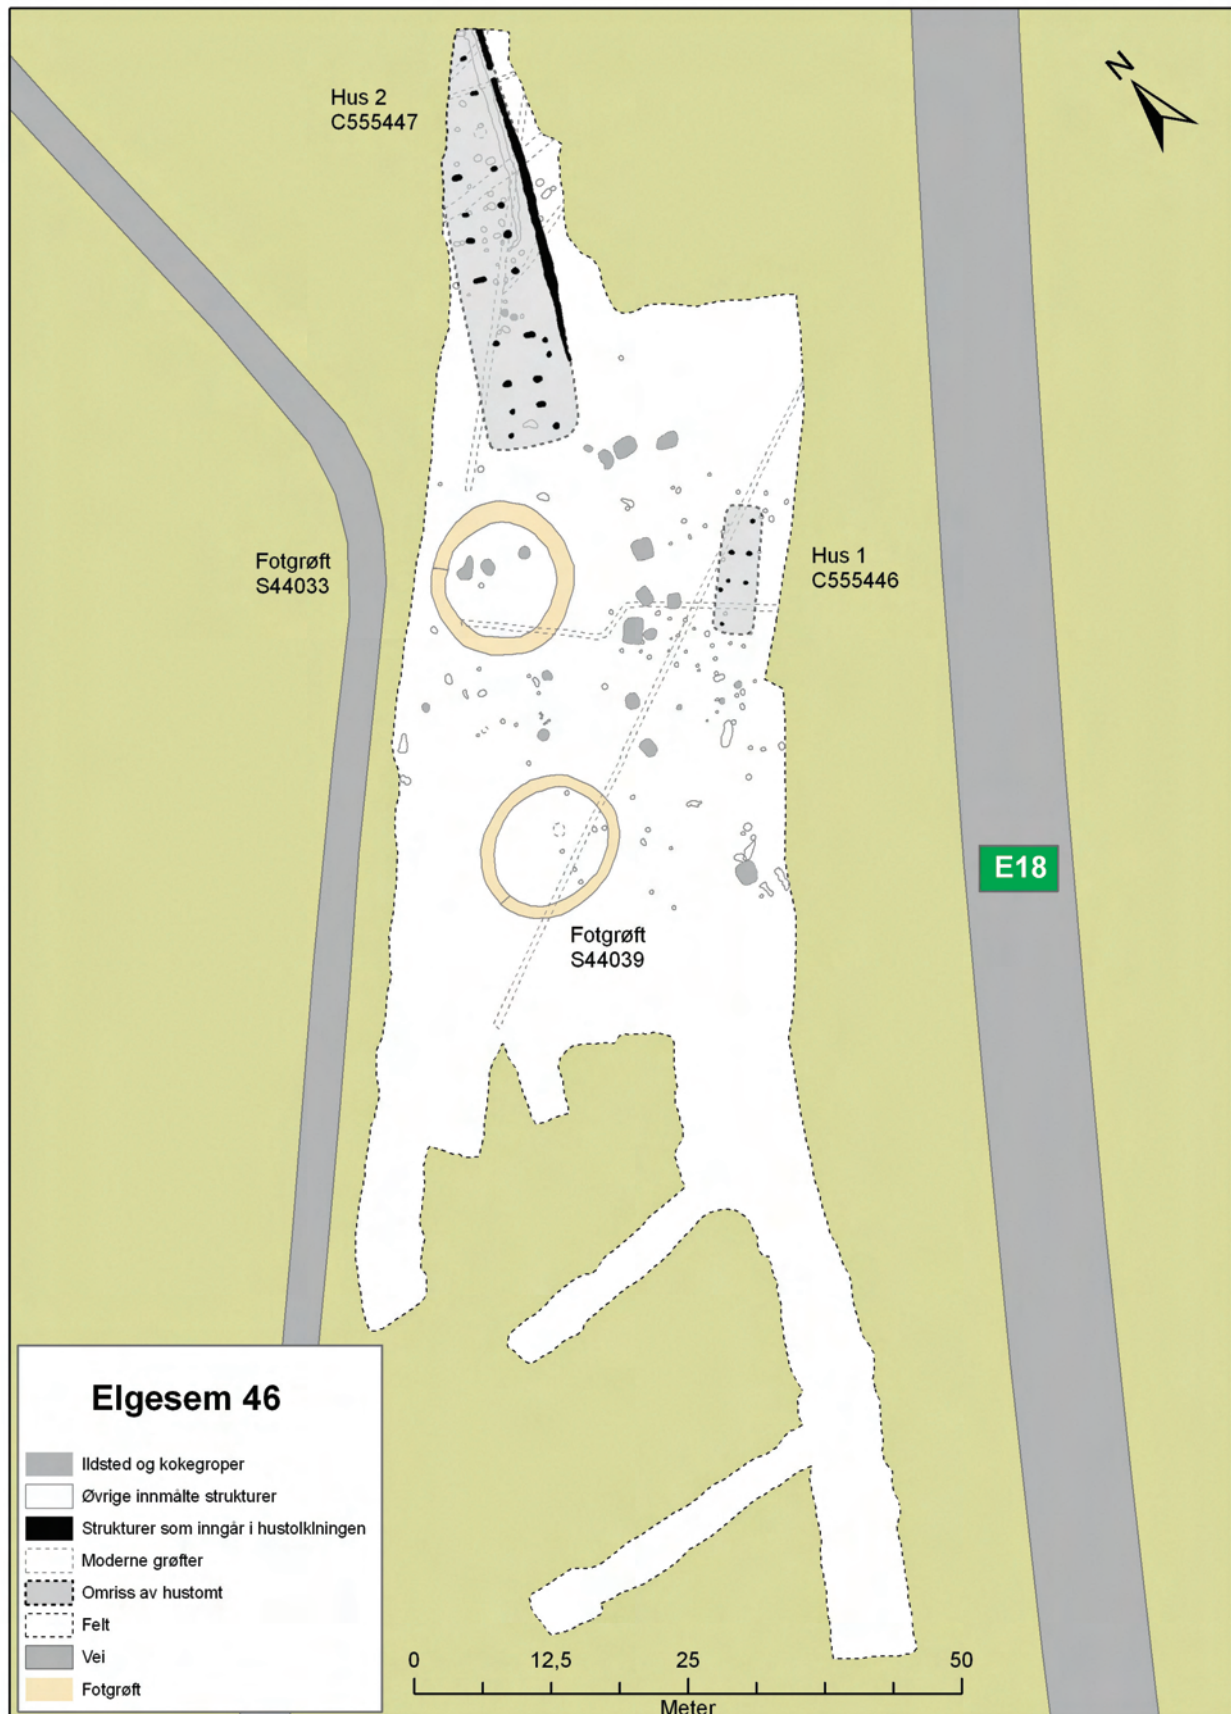 N
Hus 2
C555447
Fotgrøft
S44033
Hus 1
C555446
E18
Fotgrøft
S44039
Elgesem 46
Ildsted og kokegroper
Øvrige innmålte strukturer
Strukturer som inngår i hustolklningen
Moderne grøfter
Omriss av hustomt
Felt
Vei
Fotgrøft
0 12,5 25 50
Meter